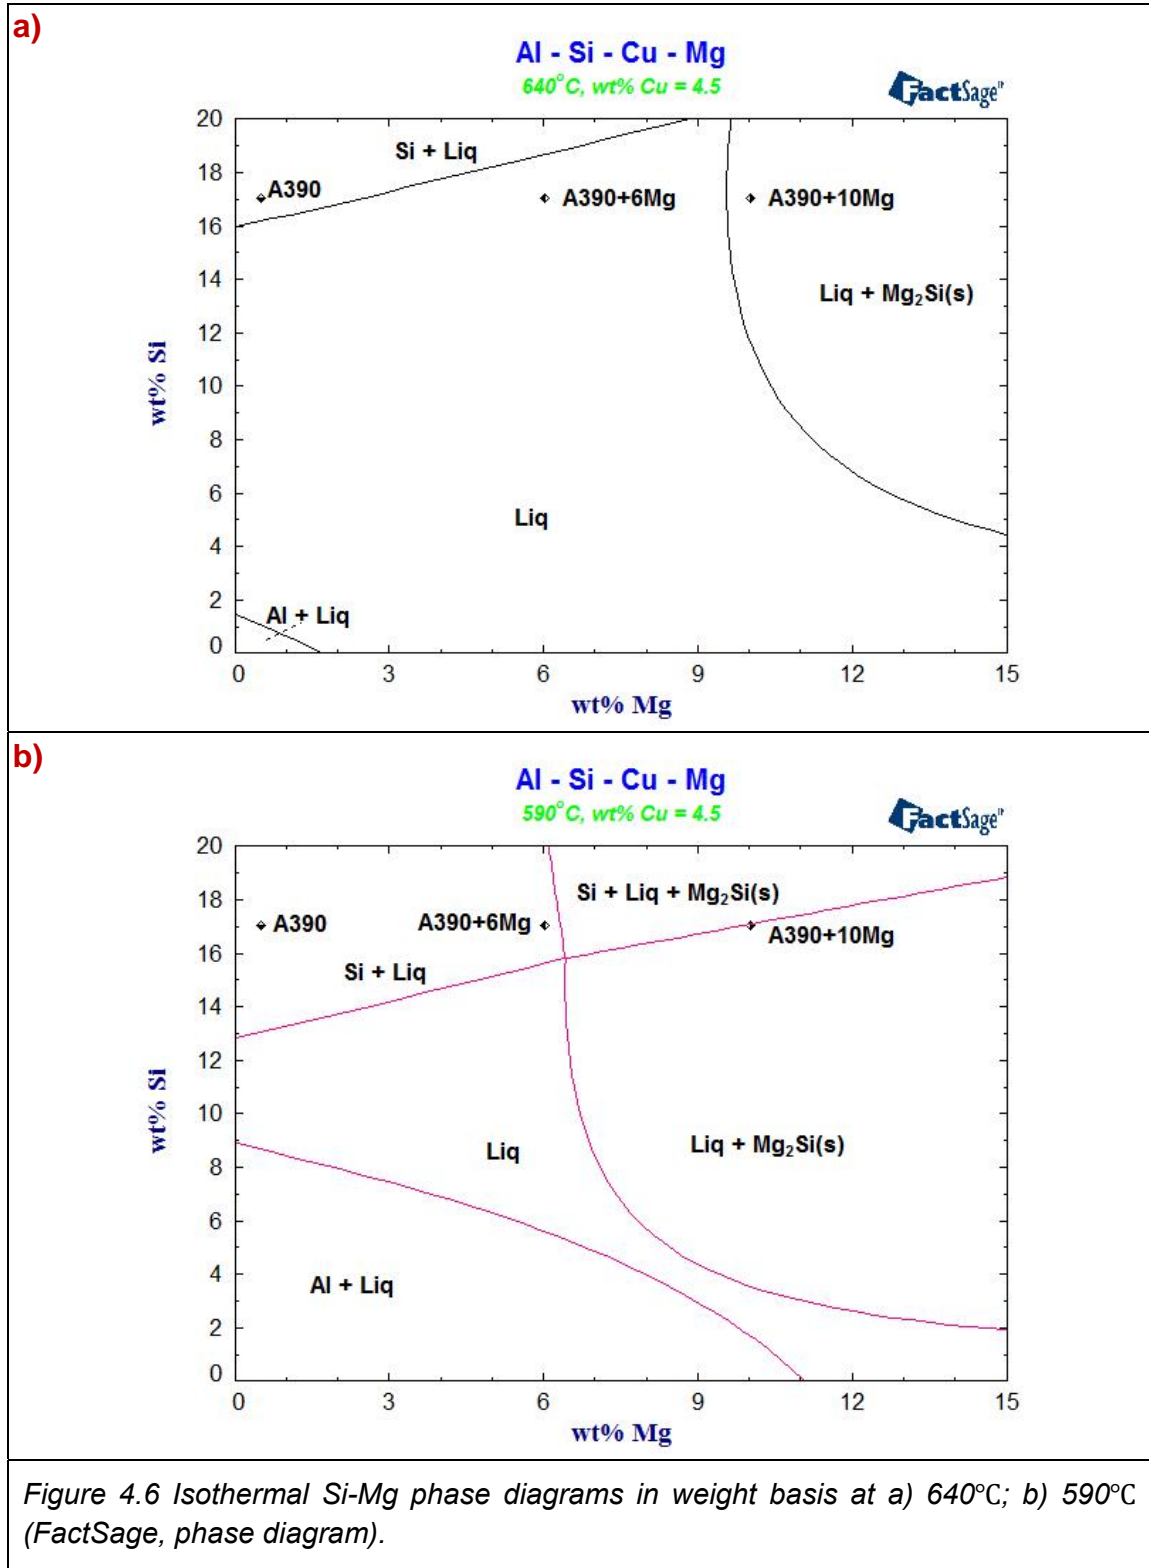 a)
Al - Si - Cu - Mg
640°C, wt% Cu = 4.5
FactSage™
20
18
16
14
12
10
8
6
4
2
0
wt% Si
Si + Liq
A390
A390+6Mg
A390+10Mg
Liq + Mg₂Si(s)
Liq
Al + Liq
0 3 6 9 12 15
wt% Mg
b)
Al - Si - Cu - Mg
590°C, wt% Cu = 4.5
FactSage™
20
18
16
14
12
10
8
6
4
2
0
wt% Si
Si + Liq + Mg₂Si(s)
A390
A390+6Mg
A390+10Mg
Si + Liq
Liq
Liq + Mg₂Si(s)
Al + Liq
0 3 6 9 12 15
wt% Mg
Figure 4.6 Isothermal Si-Mg phase diagrams in weight basis at a) 640℃; b) 590℃
(FactSage, phase diagram).